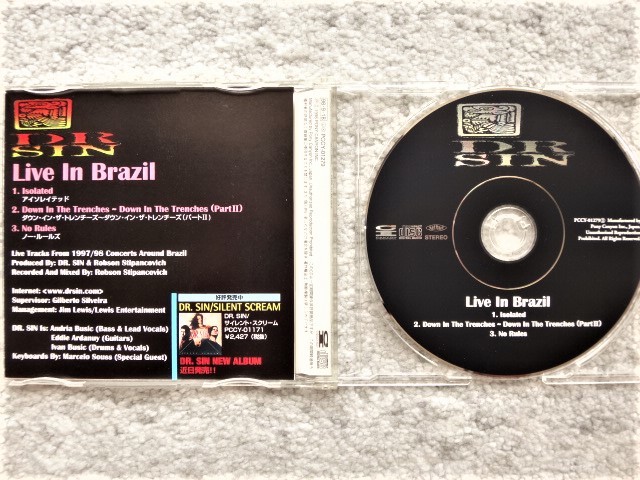 DR.
SIN
Live In Brazil
1. Isolated
アイソレイテッド
2. Down In The Trenches - Down In The Trenches (PartII)
ダウン・イン・ザ・トレンチーズ〜ダウン・イン・ザ・トレンチーズ(パートII)
3. No Rules
ノー・ルールズ
Live Tracks From 1997/98 Concerts Around Brazil
Produced By: DR. SIN & Robson Stipancovich
Recorded And Mixed By: Robson Stipancovich
Internet: <www.drsin.com>
Supervisor: Gilberto Silveira
Management: Jim Lewis/Lewis Entertainment
DR. SIN Is: Andria Busic (Bass & Lead Vocals)
Eddie Ardanuy (Guitars)
Ivan Busic (Drums & Vocals)
Keyboards By: Marcelo Souss (Special Guest)
好評発売中
DR. SIN/SILENT SCREAM
DR. SIN/
サイレント・スクリーム
PCCY-01171
¥2,427 (税抜)
DR. SIN NEW ALBUM
近日発売!!
DR.
SIN
STEREO
Live In Brazil
1. Isolated
2. Down In The Trenches - Down In The Trenches (PartII)
3. No Rules